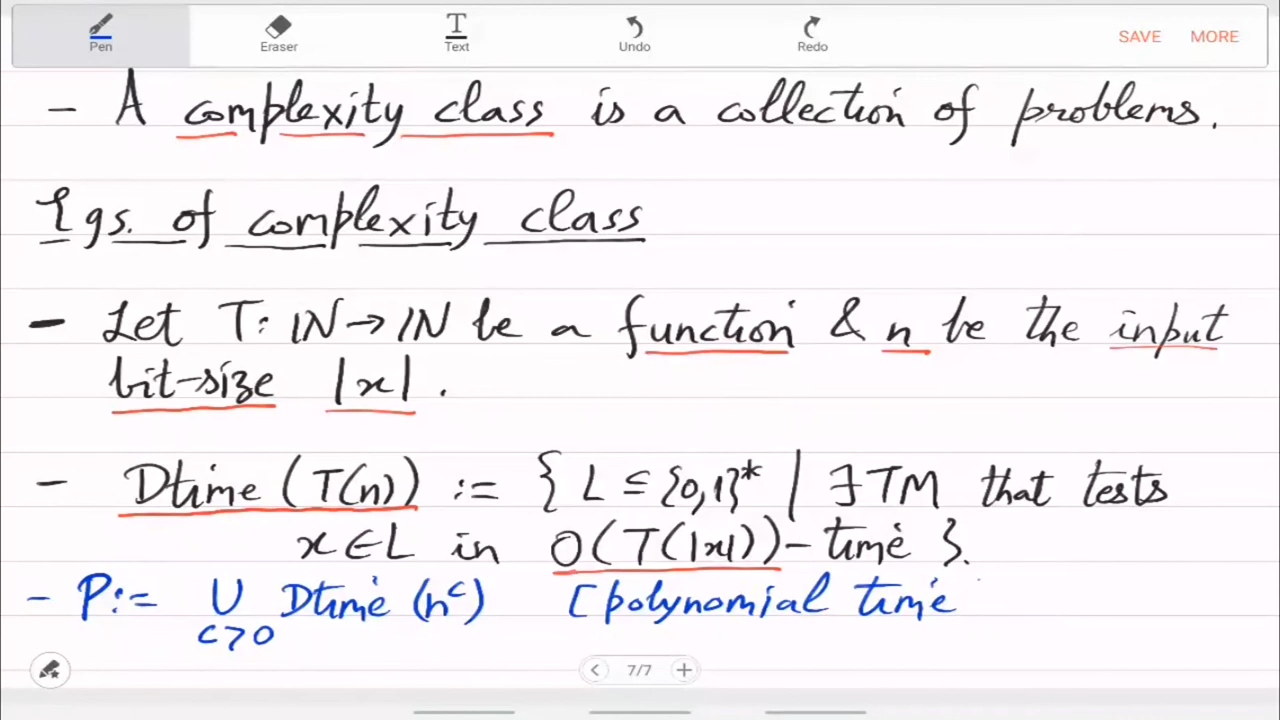 Pen Eraser Text Undo Redo SAVE MORE
- A complexity class is a collection of problems.
Egs. of complexity class
- Let T: ℕ→ℕ be a function & n be the input
bit-size |x|.
- Dtime (T(n)) := { L ⊆ {0,1}* | ∃ TM that tests
x∈L in O(T(|x|))-time }.
- P:= ∪ Dtime (n^c) [polynomial time
c>0
7/7